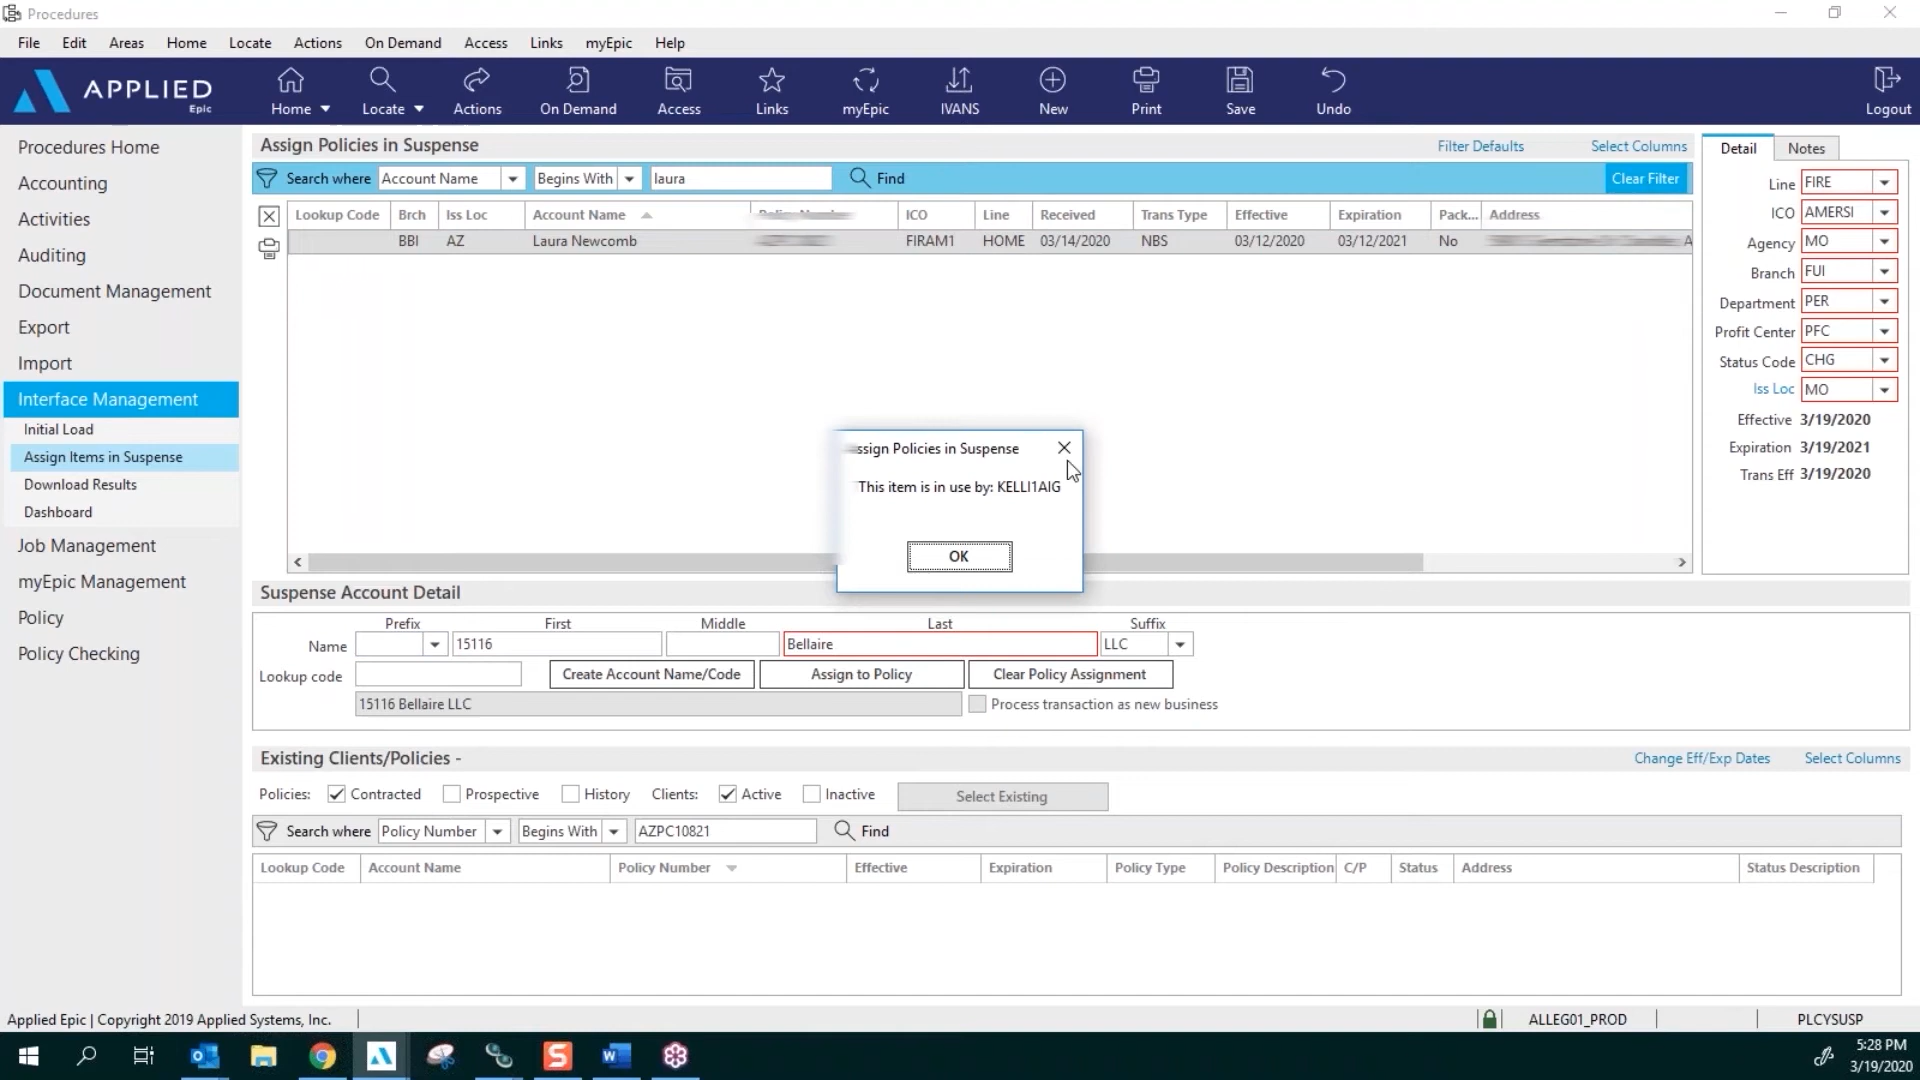 Procedures
File Edit Areas Home Locate Actions On Demand Access Links myEpic Help
APPLIED
Epic
Home Locate Actions On Demand Access Links myEpic IVANS New Print Save Undo Logout
Procedures Home
Accounting
Activities
Auditing
Document Management
Export
Import
Interface Management
Initial Load
Assign Items in Suspense
Download Results
Dashboard
Job Management
myEpic Management
Policy
Policy Checking
Assign Policies in Suspense Filter Defaults Select Columns
Search where Account Name Begins With laura Find Clear Filter
Lookup Code Brch Iss Loc Account Name ICO Line Received Trans Type Effective Expiration Pack... Address
BBI AZ Laura Newcomb FIRAM1 HOME 03/14/2020 NBS 03/12/2020 03/12/2021 No A
Detail Notes
Line FIRE
ICO AMERSI
Agency MO
Branch FUI
Department PER
Profit Center PFC
Status Code CHG
Iss Loc MO
Effective 3/19/2020
Expiration 3/19/2021
Trans Eff 3/19/2020
ssign Policies in Suspense
This item is in use by: KELLI1AIG
OK
Suspense Account Detail
Prefix First Middle Last Suffix
Name 15116 Bellaire LLC
Lookup code Create Account Name/Code Assign to Policy Clear Policy Assignment
15116 Bellaire LLC Process transaction as new business
Existing Clients/Policies - Change Eff/Exp Dates Select Columns
Policies: Contracted Prospective History Clients: Active Inactive Select Existing
Search where Policy Number Begins With AZPC10821 Find
Lookup Code Account Name Policy Number Effective Expiration Policy Type Policy Description C/P Status Address Status Description
Applied Epic | Copyright 2019 Applied Systems, Inc. ALLEG01_PROD PLCYSUSP
5:28 PM
3/19/2020